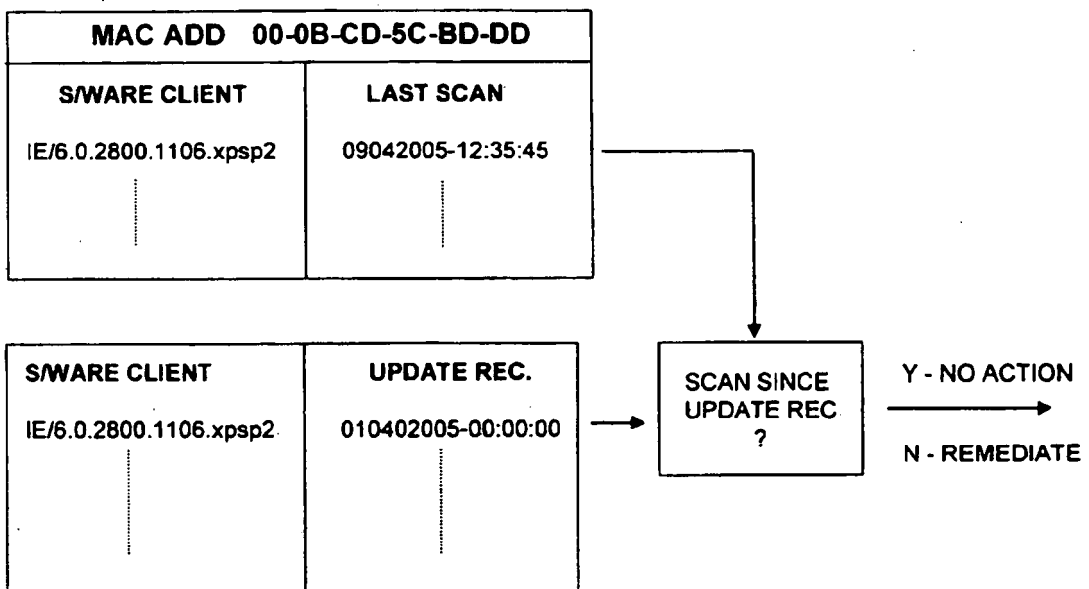 MAC ADD 00-0B-CD-5C-BD-DD
S/WARE CLIENT LAST SCAN
IE/6.0.2800.1106.xpsp2 09042005-12:35:45
S/WARE CLIENT UPDATE REC.
IE/6.0.2800.1106.xpsp2 010402005-00:00:00
SCAN SINCE
UPDATE REC
?
Y - NO ACTION
N - REMEDIATE